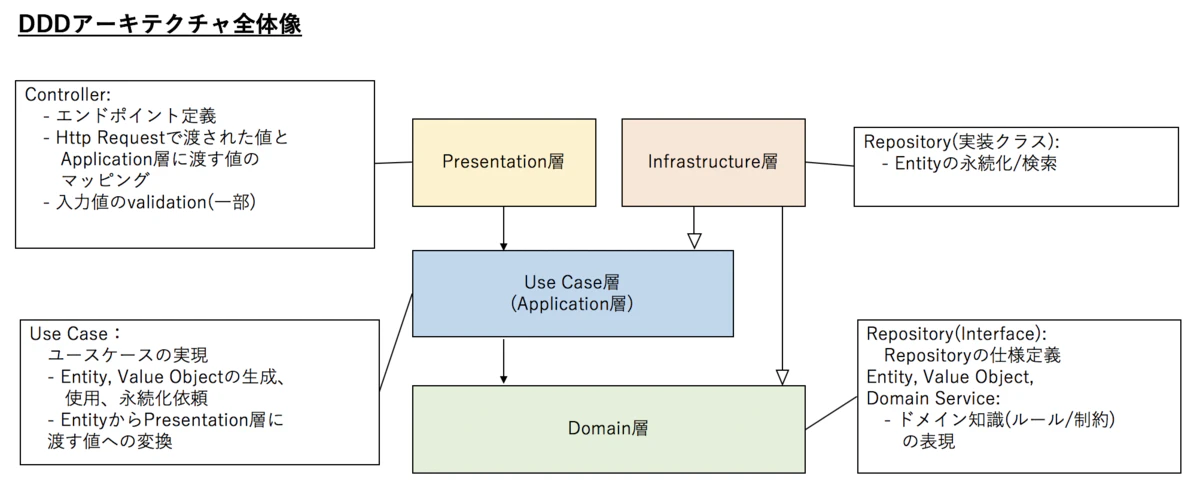 DDDアーキテクチャ全体像
Controller:
- エンドポイント定義
- Http Requestで渡された値と
Application層に渡す値の
マッピング
- 入力値のvalidation(一部)
Presentation層
Infrastructure層
Repository(実装クラス):
- Entityの永続化/検索
Use Case層
(Application層)
Use Case：
ユースケースの実現
- Entity, Value Objectの生成、
使用、永続化依頼
- EntityからPresentation層に
渡す値への変換
Domain層
Repository(Interface):
Repositoryの仕様定義
Entity, Value Object,
Domain Service:
- ドメイン知識(ルール/制約)
の表現